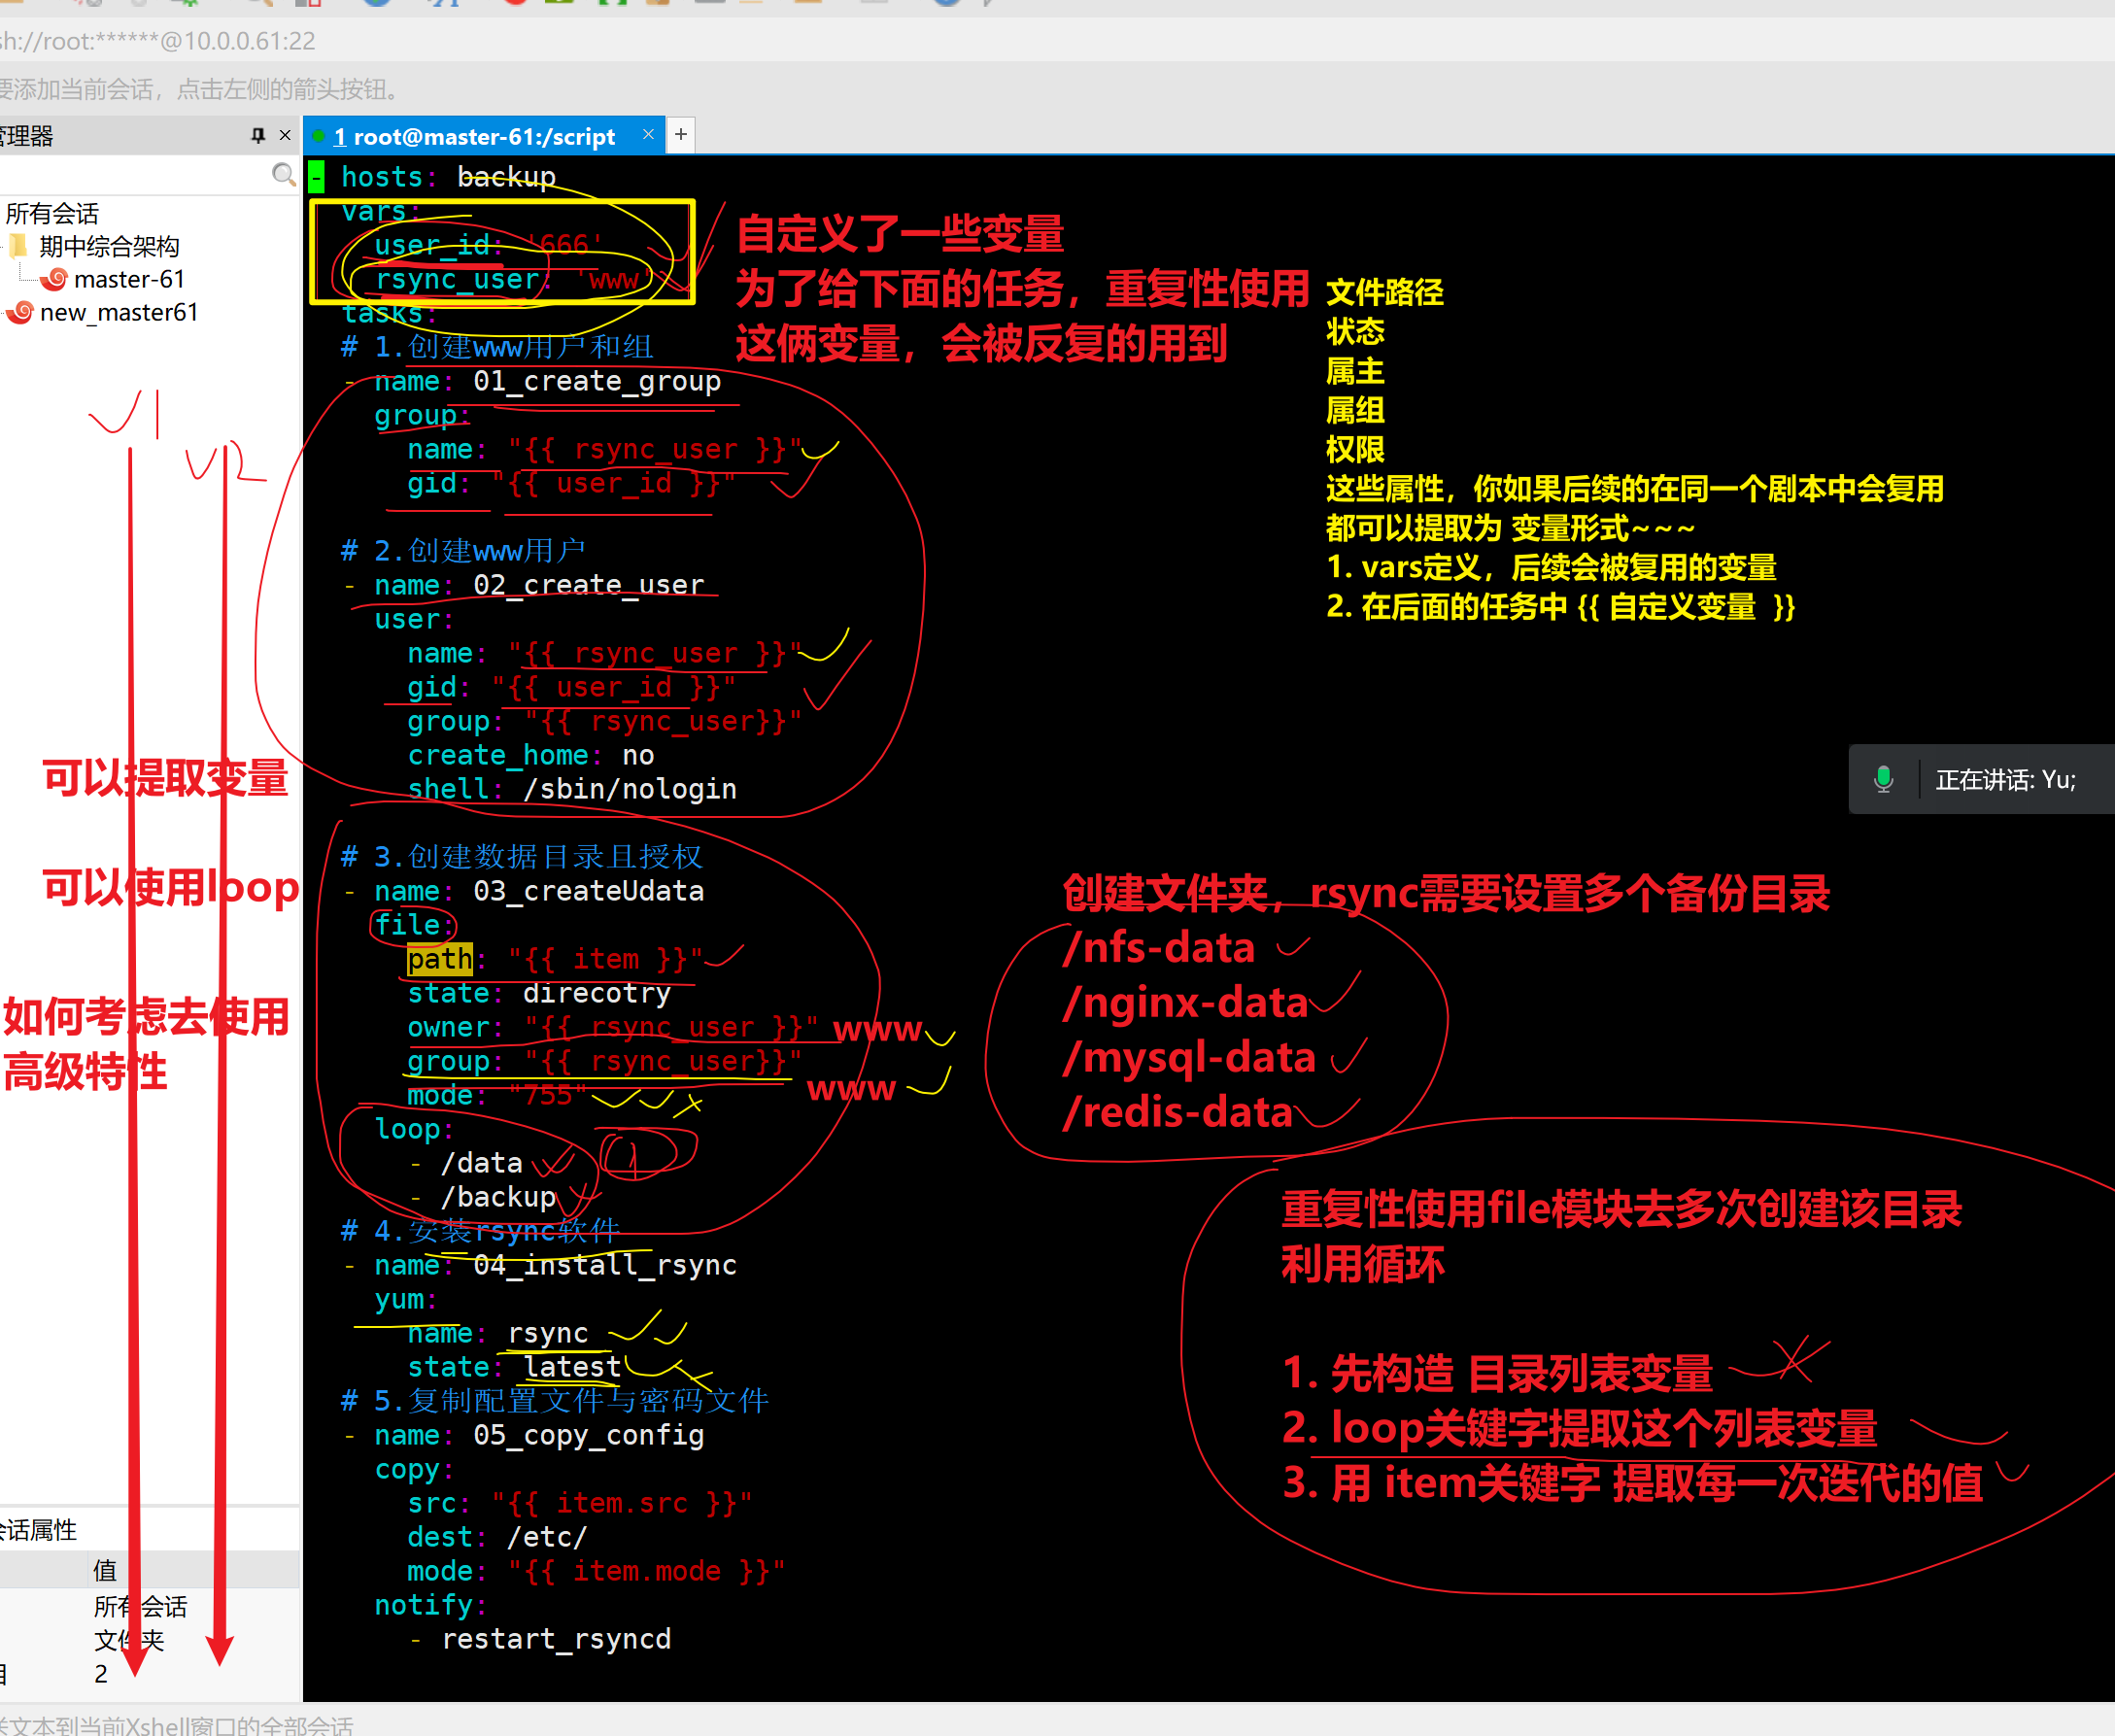 sh://root:******@10.0.0.61:22
要添加当前会话，点击左侧的箭头按钮。
管理器
1 root@master-61:/script
所有会话
期中综合架构
master-61
new_master61
V1
V2
可以提取变量
可以使用loop
如何考虑去使用
高级特性
会话属性
值
所有会话
文件夹
目
2
- hosts: backup
vars:
user_id: '666'
rsync_user: 'www'
tasks:
# 1.创建www用户和组
- name: 01_create_group
group:
name: "{{ rsync_user }}"
gid: "{{ user_id }}"
# 2.创建www用户
- name: 02_create_user
user:
name: "{{ rsync_user }}"
gid: "{{ user_id }}"
group: "{{ rsync_user}}"
create_home: no
shell: /sbin/nologin
# 3.创建数据目录且授权
- name: 03_createUdata
file:
path: "{{ item }}"
state: direcotry
owner: "{{ rsync_user }}" www
group: "{{ rsync_user}}" www
mode: "755"
loop:
- /data
1
- /backup
# 4.安装rsync软件
- name: 04_install_rsync
yum:
name: rsync
state: latest
# 5.复制配置文件与密码文件
- name: 05_copy_config
copy:
src: "{{ item.src }}"
dest: /etc/
mode: "{{ item.mode }}"
notify:
- restart_rsyncd
自定义了一些变量
为了给下面的任务，重复性使用
这俩变量，会被反复的用到
文件路径
状态
属主
属组
权限
这些属性，你如果后续的在同一个剧本中会复用
都可以提取为 变量形式~~~
1. vars定义，后续会被复用的变量
2. 在后面的任务中 {{ 自定义变量 }}
正在讲话: Yu;
创建文件夹，rsync需要设置多个备份目录
/nfs-data
/nginx-data
/mysql-data
/redis-data
重复性使用file模块去多次创建该目录
利用循环
1. 先构造 目录列表变量
2. loop关键字提取这个列表变量
3. 用 item关键字 提取每一次迭代的值
送文本到当前Xshell窗口的全部会话